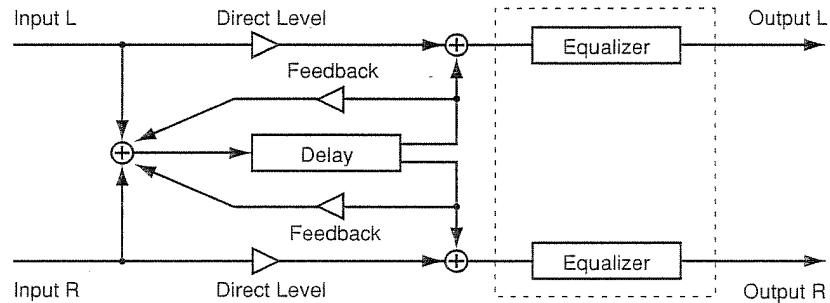 Input L
Direct Level
Output L
Equalizer
Feedback
Delay
Feedback
Equalizer
Input R
Direct Level
Output R